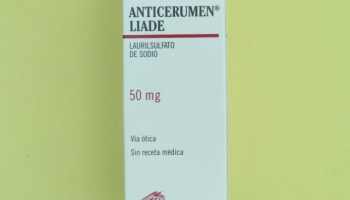 ANTICERUMEN®
LIADE
LAURILSULFATO
DE SODIO
50 mg
Vía ótica
Sin receta médica